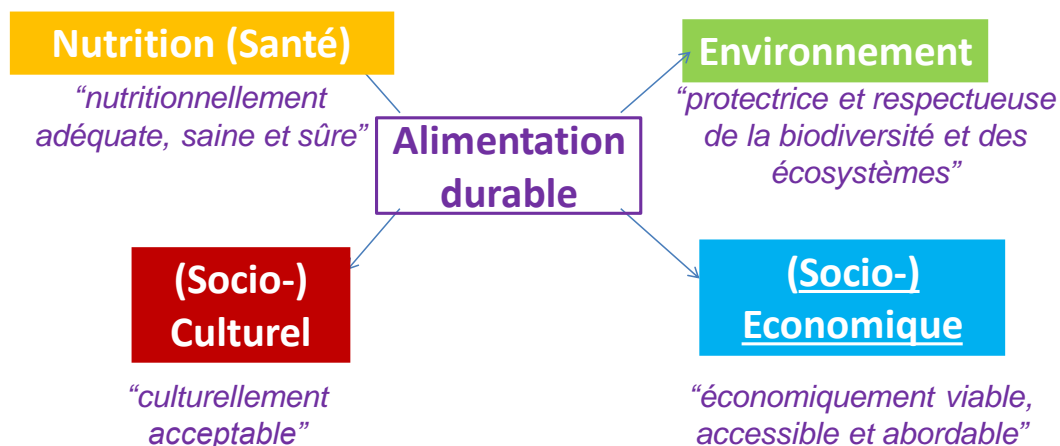 Nutrition (Santé)
“nutritionnellement
adéquate, saine et sûre”
Environnement
“protectrice et respectueuse
de la biodiversité et des
écosystèmes”
Alimentation
durable
(Socio-)
Culturel
“culturellement
acceptable”
(Socio-)
Economique
“économiquement viable,
accessible et abordable”